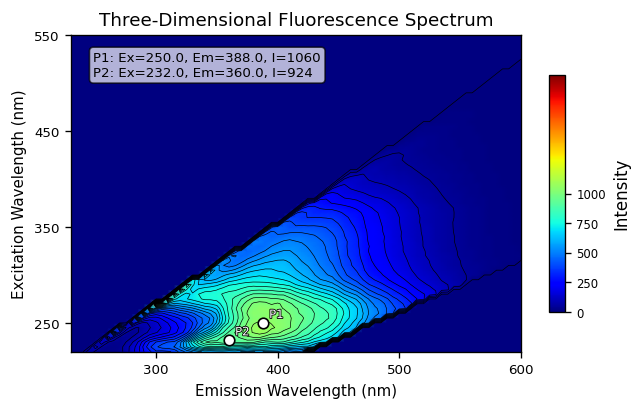 Three-Dimensional Fluorescence Spectrum
P1: Ex=250.0, Em=388.0, I=1060
P2: Ex=232.0, Em=360.0, I=924
550
450
350
250
Excitation Wavelength (nm)
P1
P2
300
400
500
600
Emission Wavelength (nm)
1000
750
500
250
0
Intensity